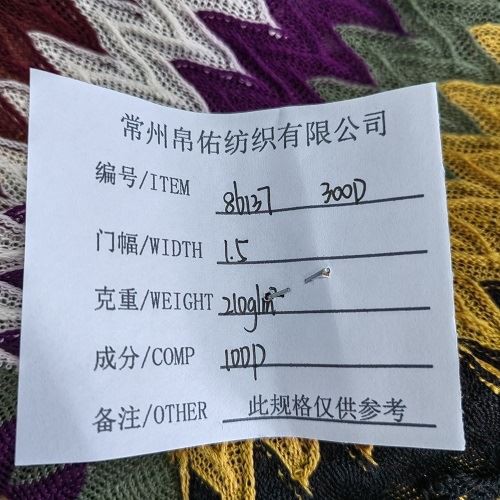 常州帛佑纺织有限公司
编号/ITEM 8b137 300D
门幅/WIDTH 1.5
克重/WEIGHT 210g/m²
成分/COMP 100P
备注/OTHER 此规格仅供参考